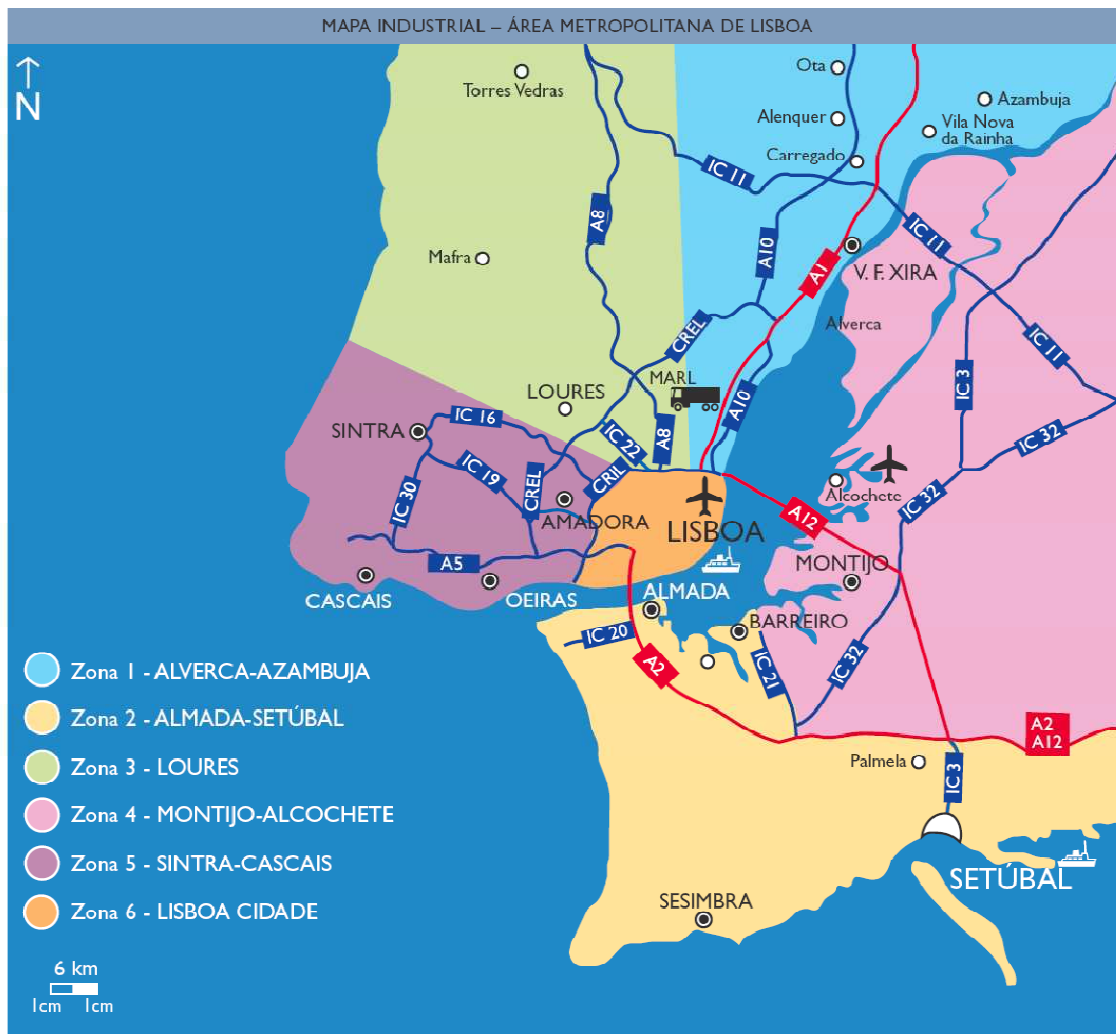 MAPA INDUSTRIAL – ÁREA METROPOLITANA DE LISBOA
N
Torres Vedras
Ota
Azambuja
Alenquer
Vila Nova
da Rainha
Carregado
IC 11
A8
IC 11
A10
Mafra
A1
V. F. XIRA
Alverca
CREL
IC 11
IC 3
MARL
LOURES
A10
IC 16
SINTRA
IC 22
A8
IC 32
IC 19
CRIL
CREL
IC 30
Alcochete
IC 32
AMADORA
LISBOA
A12
A5
MONTIJO
CASCAIS
OEIRAS
ALMADA
BARREIRO
IC 20
A2
IC 21
IC 32
Zona 1 - ALVERCA-AZAMBUJA
Zona 2 - ALMADA-SETÚBAL
Zona 3 - LOURES
Zona 4 - MONTIJO-ALCOCHETE
Zona 5 - SINTRA-CASCAIS
Zona 6 - LISBOA CIDADE
A2
A12
Palmela
IC 3
SETÚBAL
SESIMBRA
6 km
1cm 1cm